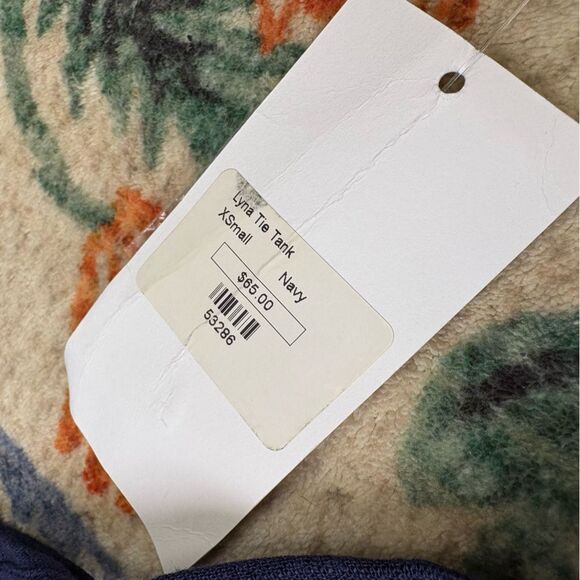 Lyna Tie Tank
XSmall Navy
$65.00
53286